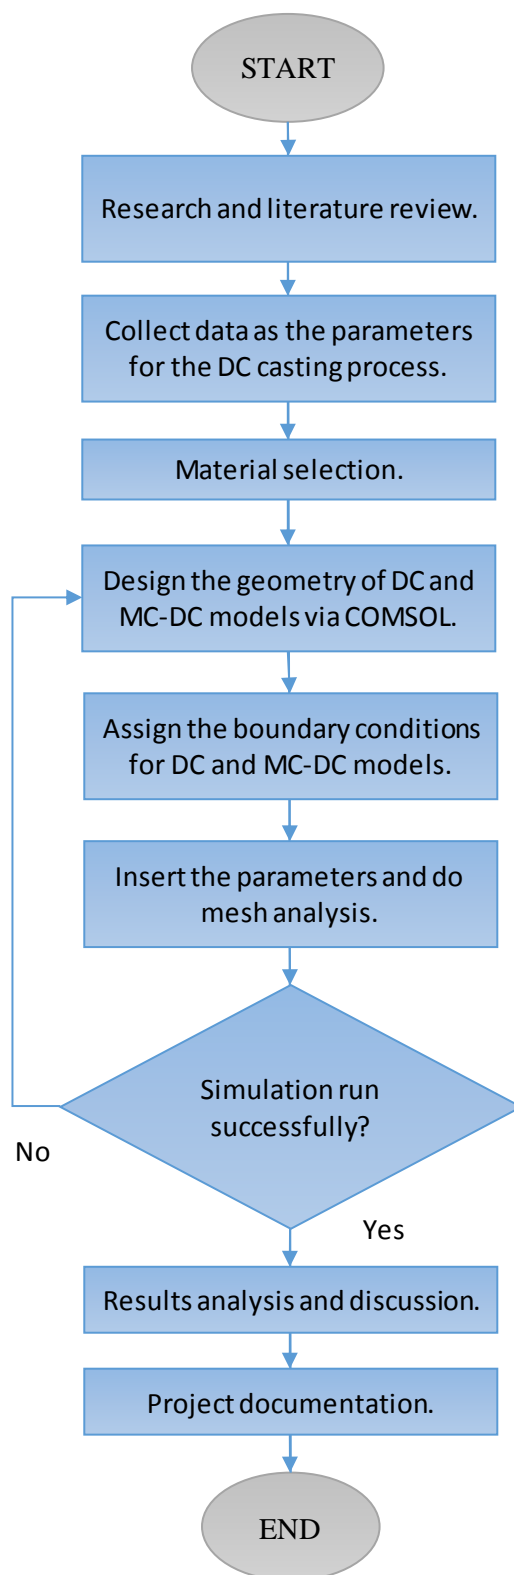 START
Research and literature review.
Collect data as the parameters
for the DC casting process.
Material selection.
Design the geometry of DC and
MC-DC models via COMSOL.
Assign the boundary conditions
for DC and MC-DC models.
Insert the parameters and do
mesh analysis.
Simulation run
successfully?
No
Yes
Results analysis and discussion.
Project documentation.
END